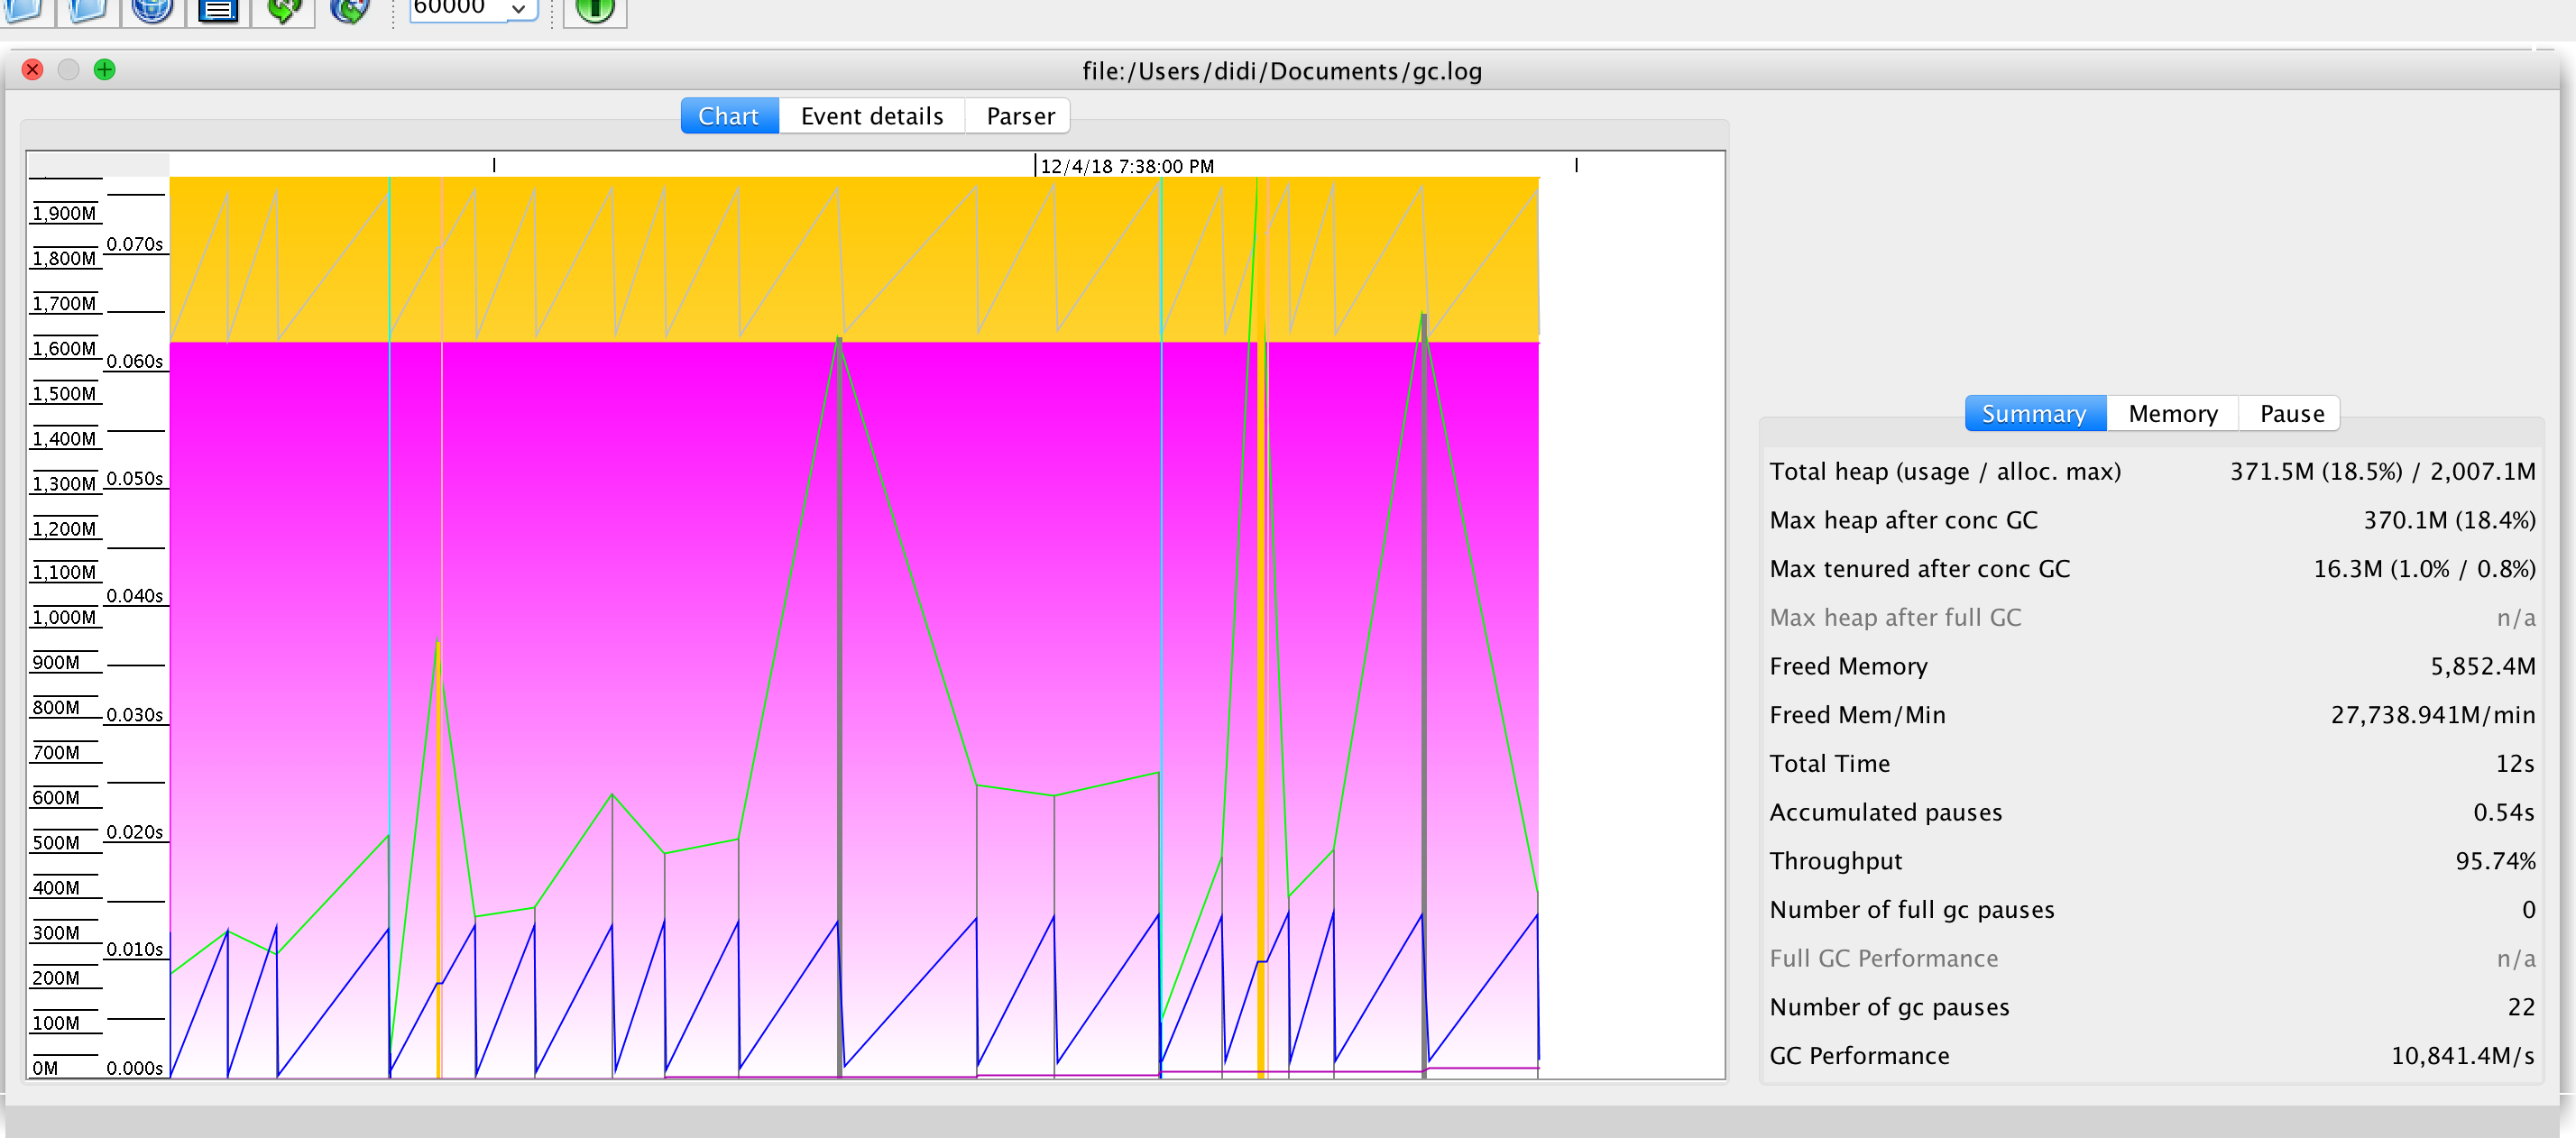 60000
file:/Users/didi/Documents/gc.log
Chart Event details Parser
12/4/18 7:38:00 PM
1,900M
0.070s
1,800M
1,700M
1,600M
0.060s
1,500M
1,400M
1,300M
0.050s
1,200M
1,100M
0.040s
1,000M
900M
0.030s
800M
700M
600M
0.020s
500M
400M
300M
0.010s
200M
100M
0M
0.000s
Summary Memory Pause
Total heap (usage / alloc. max) 371.5M (18.5%) / 2,007.1M
Max heap after conc GC 370.1M (18.4%)
Max tenured after conc GC 16.3M (1.0% / 0.8%)
Max heap after full GC n/a
Freed Memory 5,852.4M
Freed Mem/Min 27,738.941M/min
Total Time 12s
Accumulated pauses 0.54s
Throughput 95.74%
Number of full gc pauses 0
Full GC Performance n/a
Number of gc pauses 22
GC Performance 10,841.4M/s